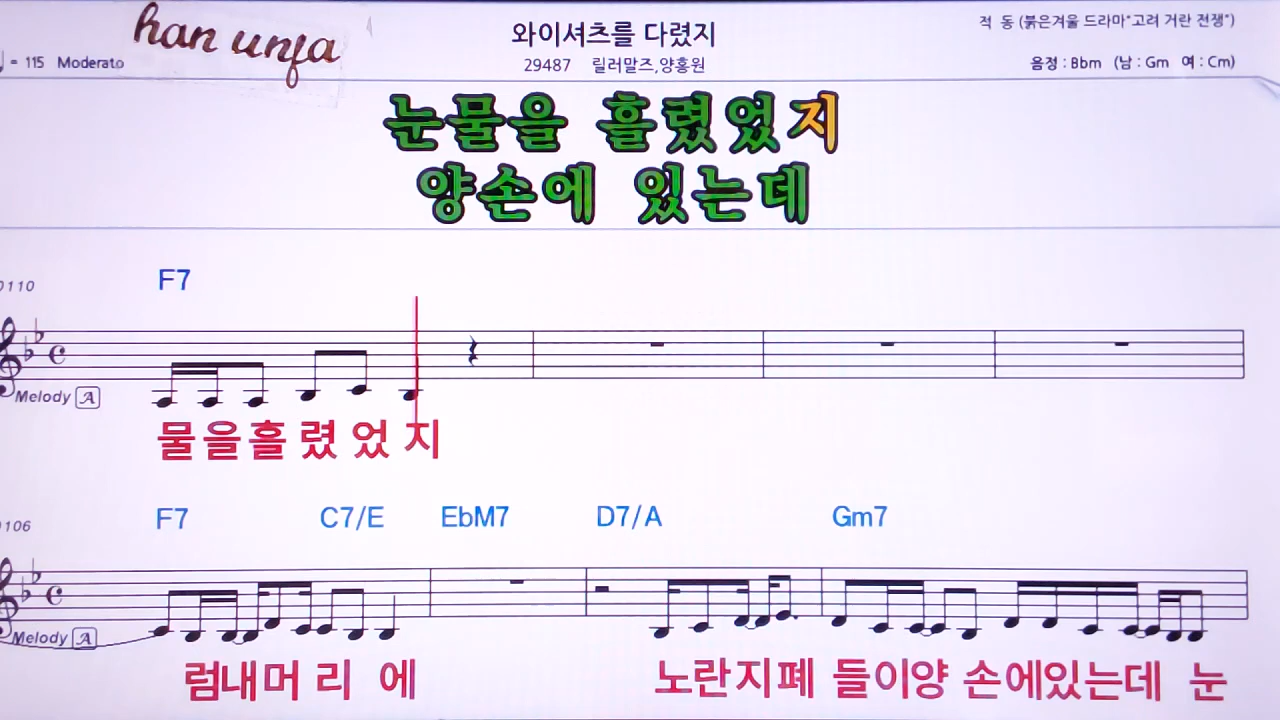 han unja
와이셔츠를 다렸지
적 동 (붉은겨울 드라마"고려 거란 전쟁")
= 115 Moderato
29487 릴러말즈,양홍원
음정 : Bbm (남 : Gm 여 : Cm)
눈물을 흘렸었지
양손에 있는데
0110
F7
Melody A
물을흘 렸 었 지
0106
F7 C7/E EbM7 D7/A Gm7
Melody A
럼내머 리 에 노란지폐 들이양 손에있는데 눈